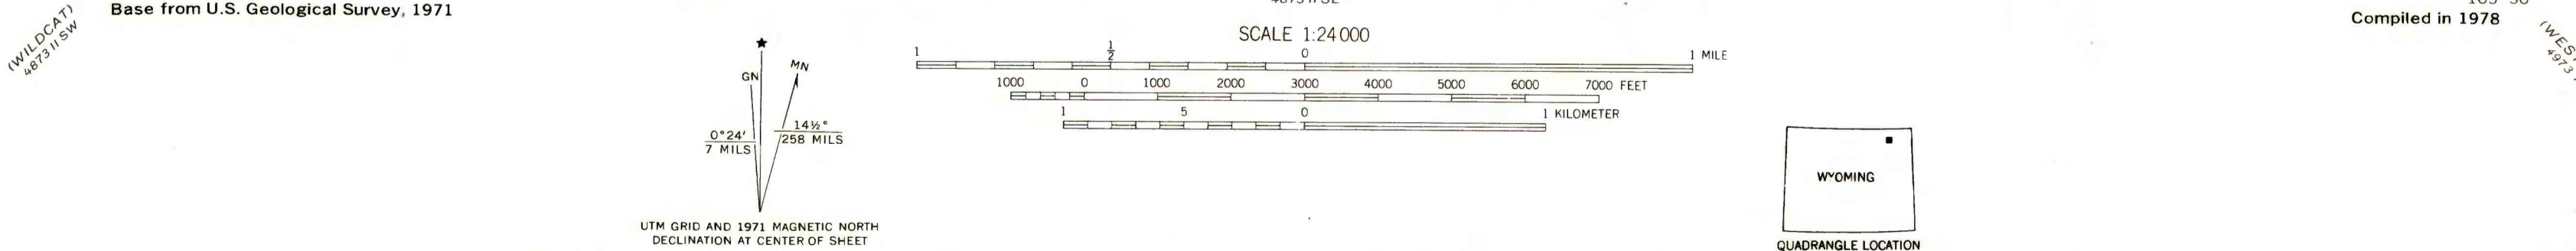 (WILDCAT)
4873 II SW
Base from U.S. Geological Survey, 1971
SCALE 1:24 000
1 1/2 0 1 MILE
1000 0 1000 2000 3000 4000 5000 6000 7000 FEET
1 5 0 1 KILOMETER
★
GN
MN
0°24′
7 MILS
14½°
258 MILS
UTM GRID AND 1971 MAGNETIC NORTH
DECLINATION AT CENTER OF SHEET
WYOMING
QUADRANGLE LOCATION
Compiled in 1978
4973